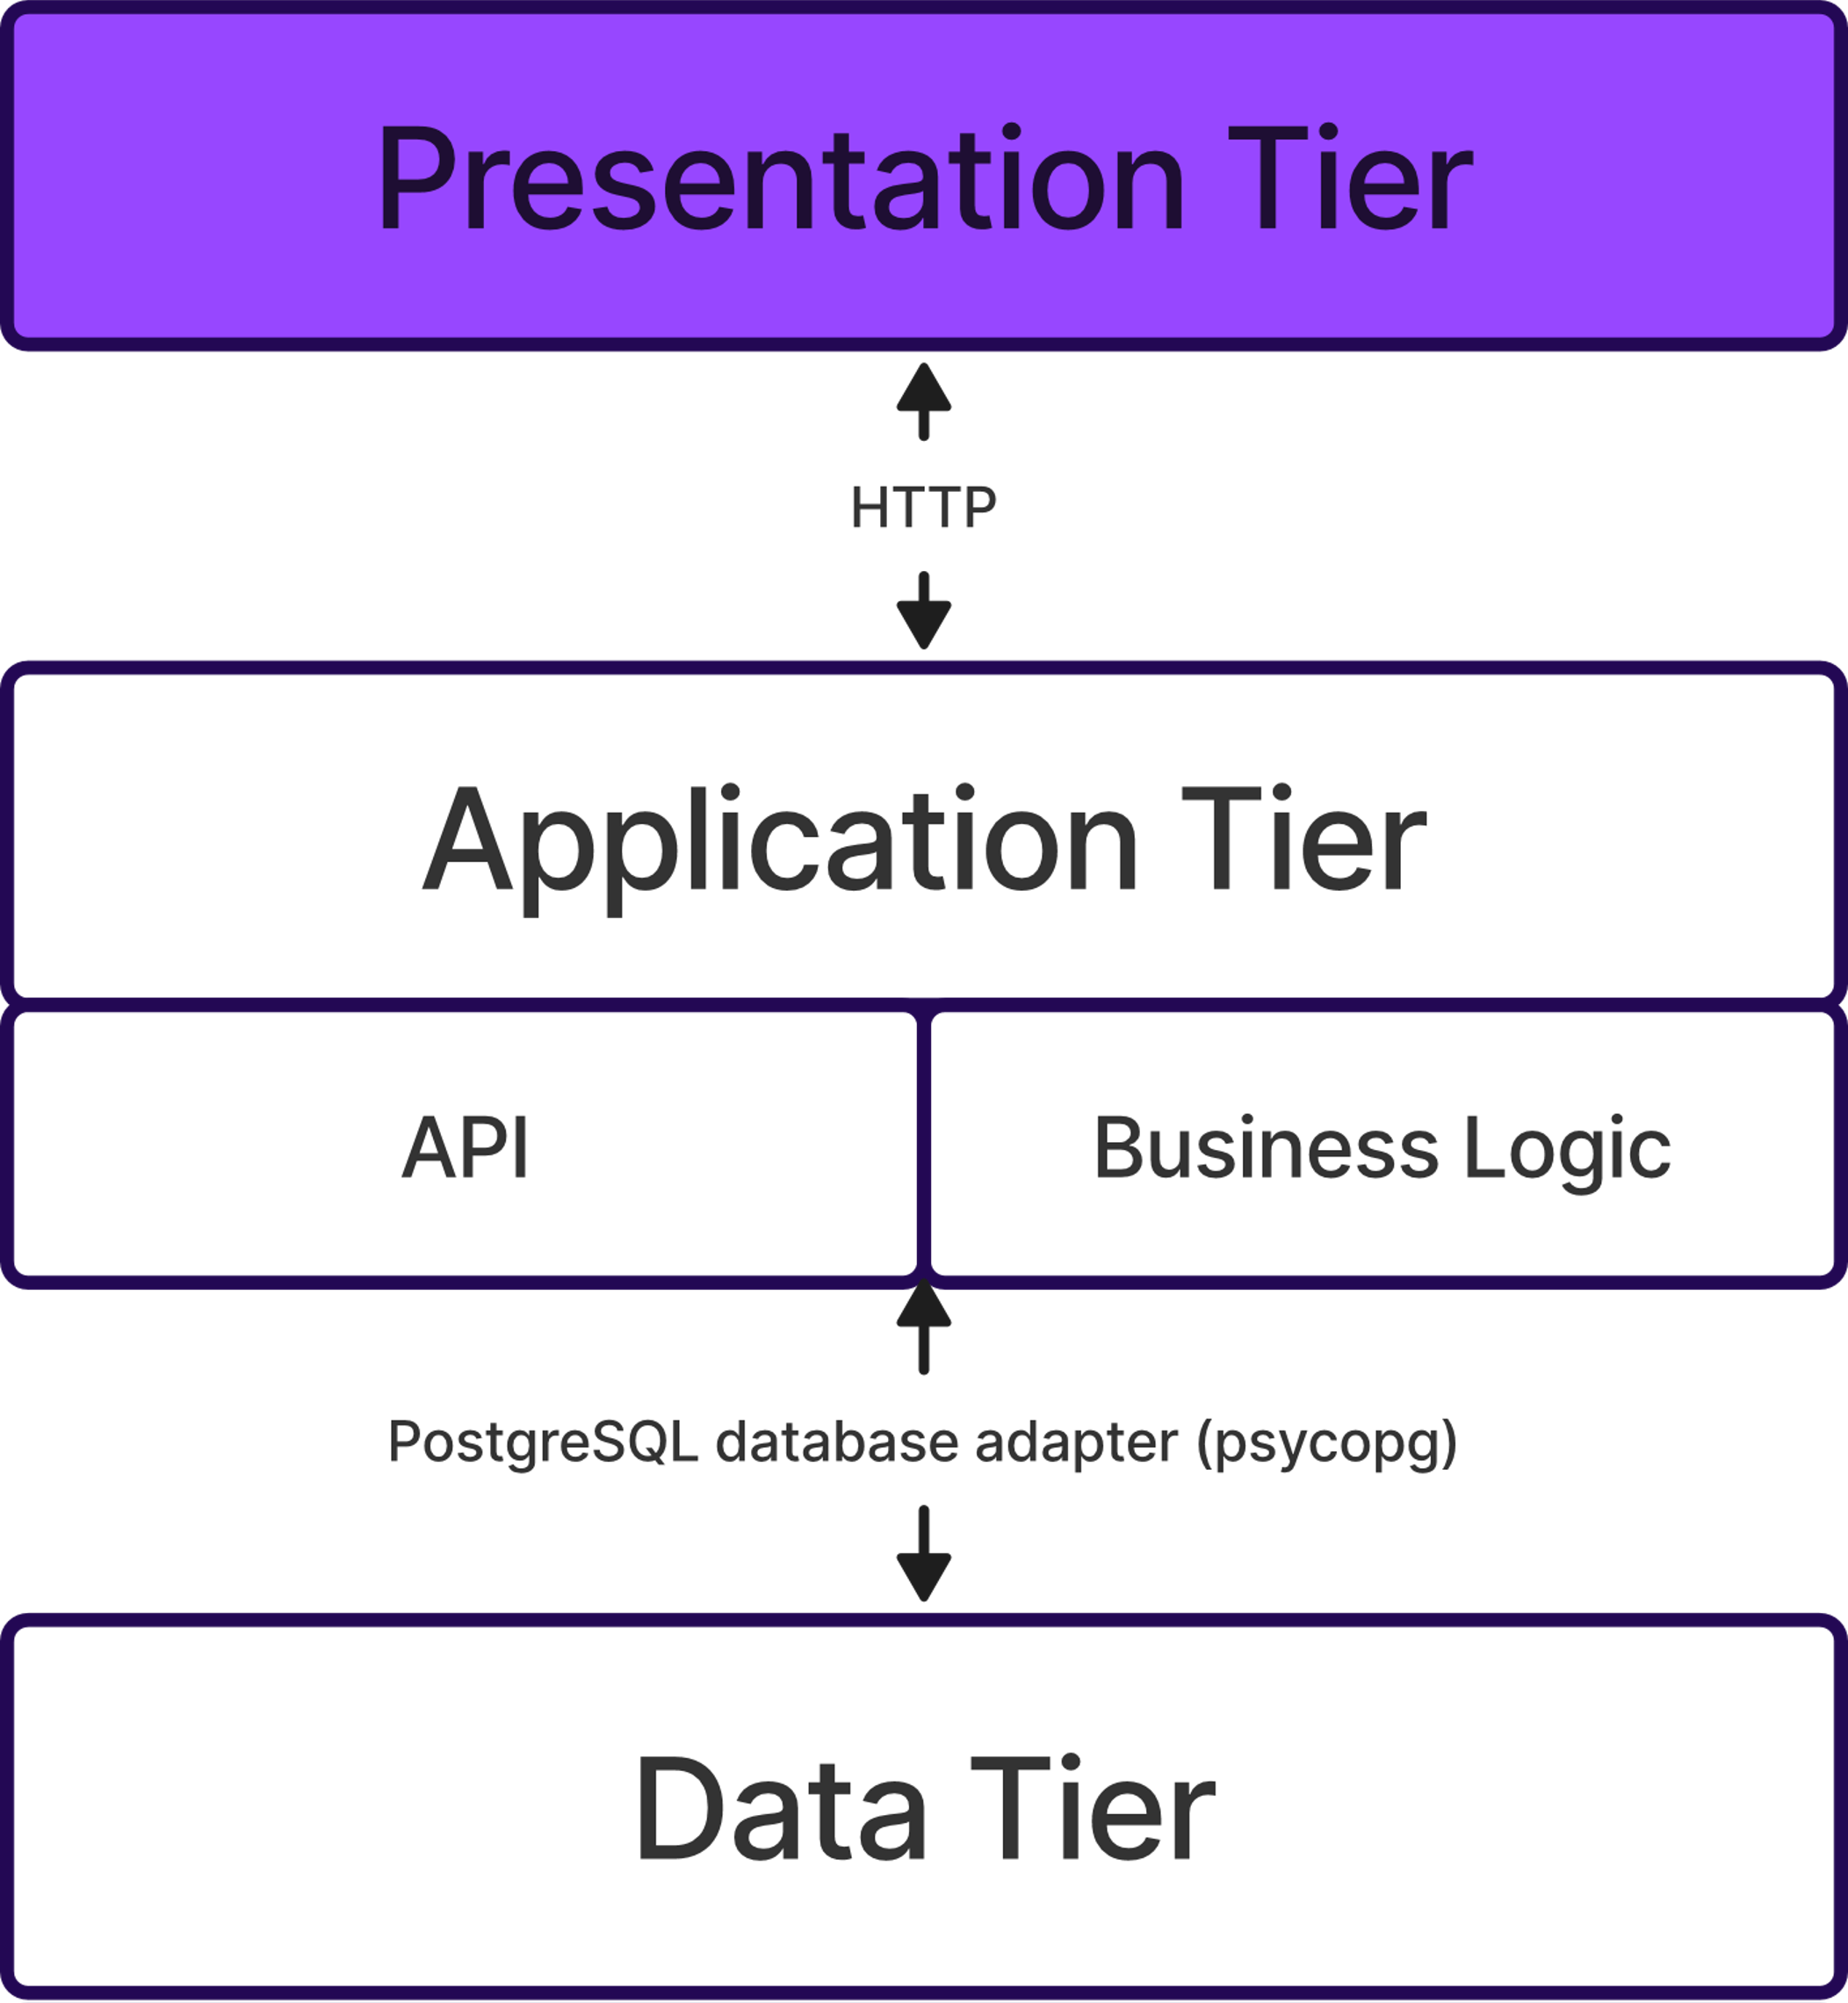 Presentation Tier
HTTP
Application Tier
API
Business Logic
PostgreSQL database adapter (psycopg)
Data Tier